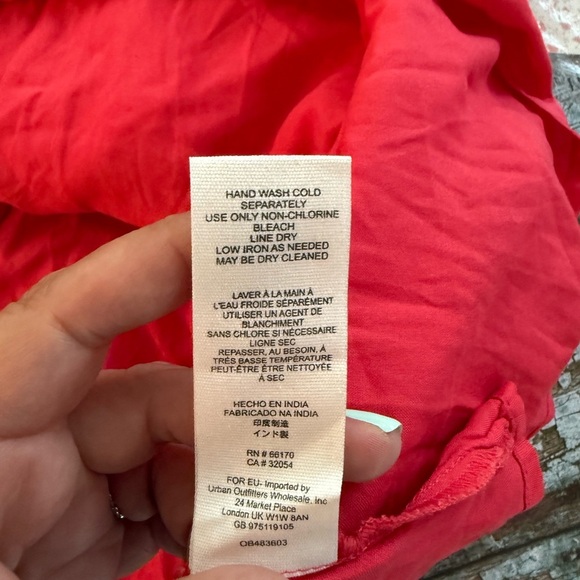 HAND WASH COLD
SEPARATELY
USE ONLY NON-CHLORINE
BLEACH
LINE DRY
LOW IRON AS NEEDED
MAY BE DRY CLEANED
LAVER À LA MAIN À
L'EAU FROIDE SÉPARÉMENT
UTILISER UN AGENT DE
BLANCHIMENT
SANS CHLORE SI NÉCESSAIRE
LIGNE SEC
REPASSER, AU BESOIN, À
TRÈS BASSE TEMPÉRATURE
PEUT-ÊTRE ÊTRE NETTOYÉE
À SEC
HECHO EN INDIA
FABRICADO NA INDIA
印度制造
インド製
RN # 66170
CA # 32054
FOR EU- Imported by
Urban Outfitters Wholesale, Inc
24 Market Place
London UK W1W 8AN
GB 975119105
OB483603